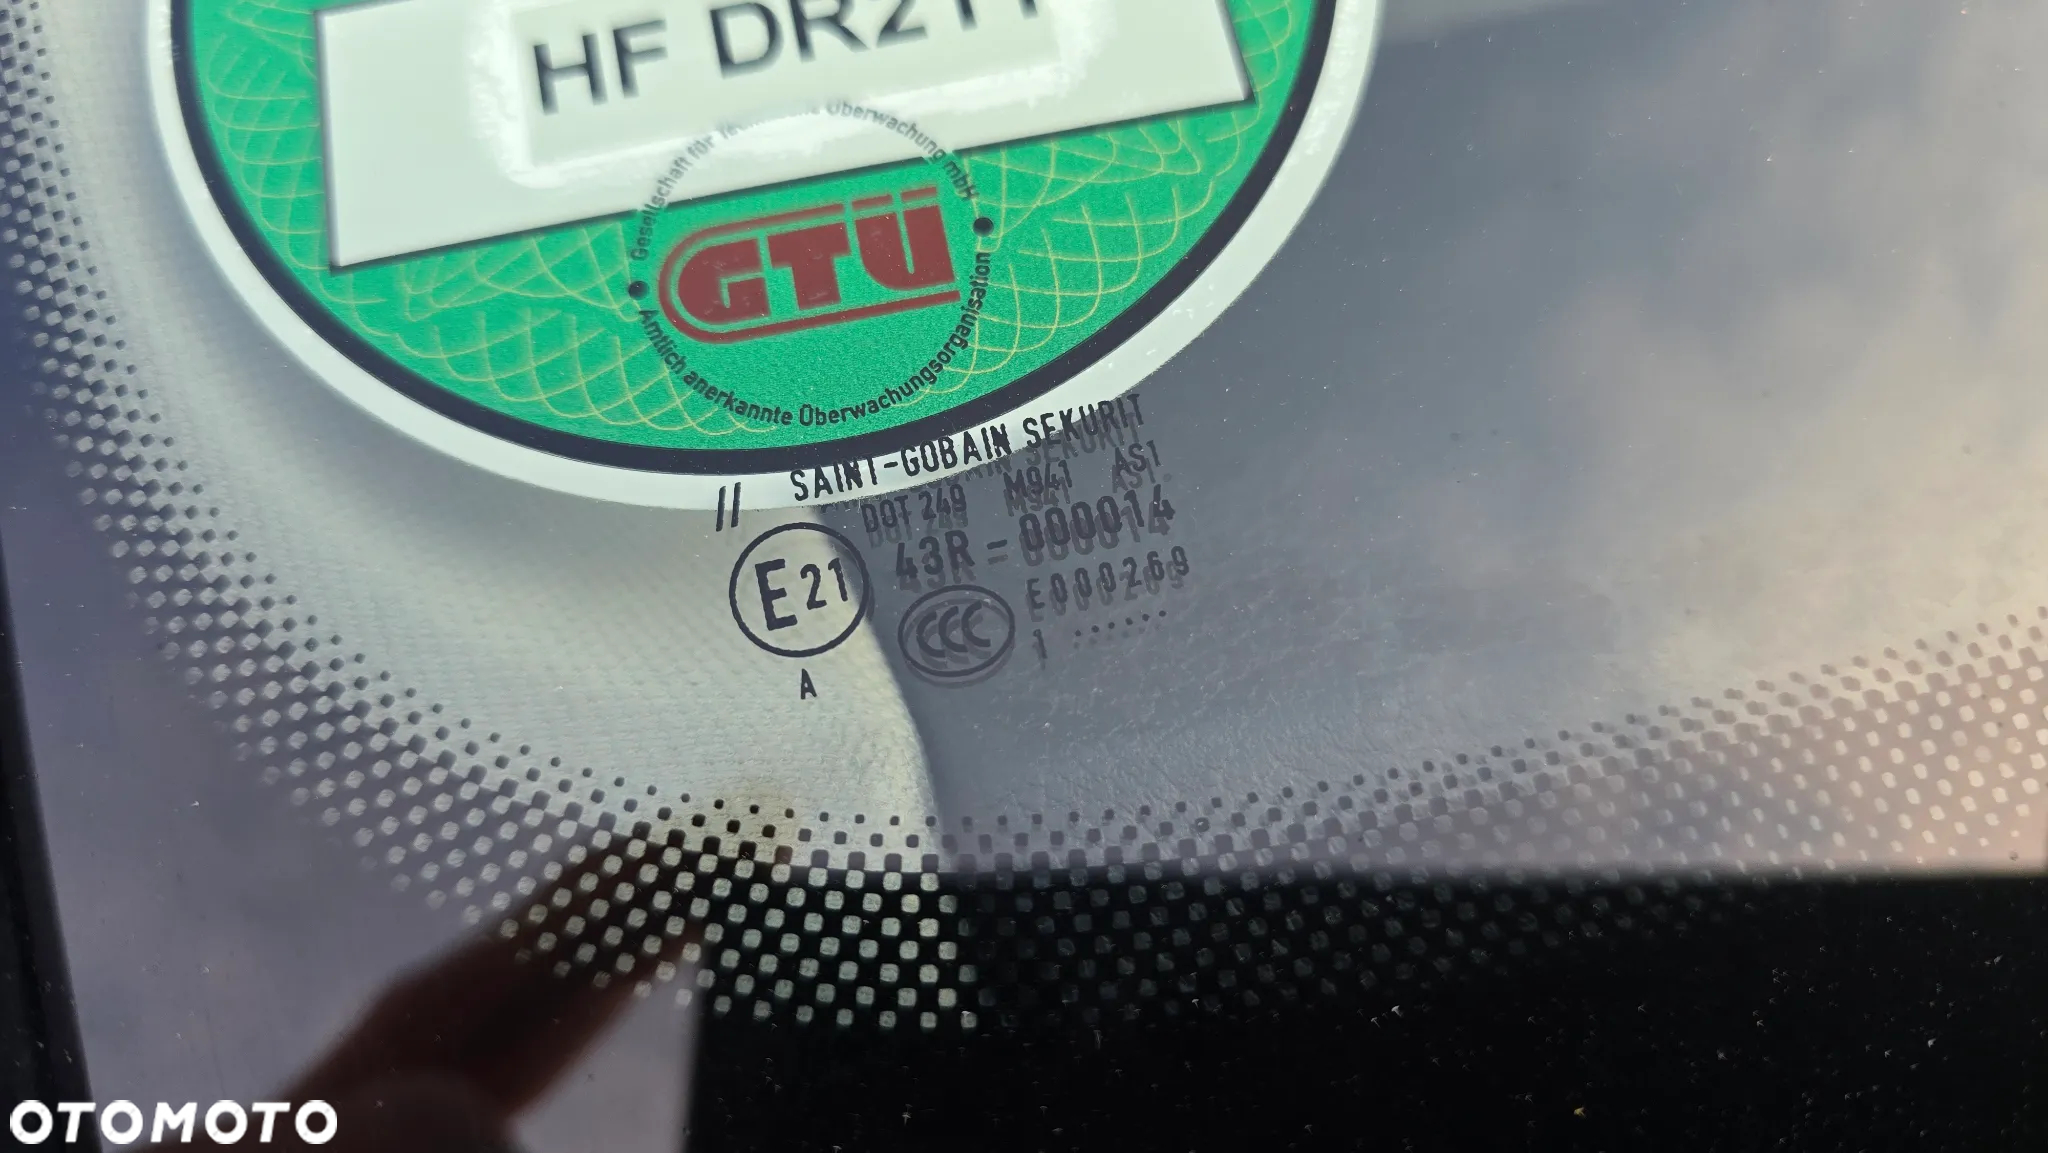 HF DR211
Gesellschaft für Technische Überwachung mbH
GTÜ
Amtlich anerkannte Überwachungsorganisation
SAINT-GOBAIN SEKURIT
//
DOT 249 M941 AS1
E21 43R - 000014
CCC E000269
A
1 ......
OTOMOTO